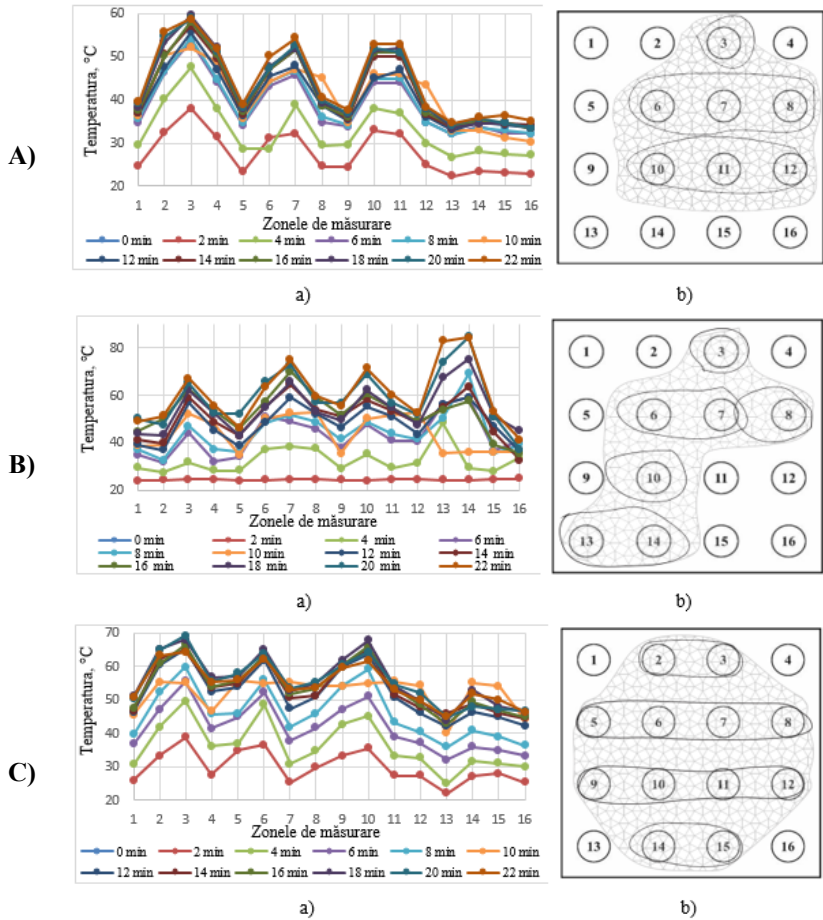 A)
Temperatura, °C
60
50
40
30
20
1 2 3 4 5 6 7 8 9 10 11 12 13 14 15 16
Zonele de măsurare
0 min 2 min 4 min 6 min 8 min 10 min
12 min 14 min 16 min 18 min 20 min 22 min
a)
1 2 3 4
5 6 7 8
9 10 11 12
13 14 15 16
b)
B)
Temperatura, °C
80
60
40
20
1 2 3 4 5 6 7 8 9 10 11 12 13 14 15 16
Zonele de măsurare
0 min 2 min 4 min 6 min
8 min 10 min 12 min 14 min
16 min 18 min 20 min 22 min
a)
1 2 3 4
5 6 7 8
9 10 11 12
13 14 15 16
b)
C)
Temperatura, °C
70
60
50
40
30
20
1 2 3 4 5 6 7 8 9 10 11 12 13 14 15 16
Zonele de măsurare
0 min 2 min 4 min 6 min 8 min 10 min
12 min 14 min 16 min 18 min 20 min 22 min
a)
1 2 3 4
5 6 7 8
9 10 11 12
13 14 15 16
b)